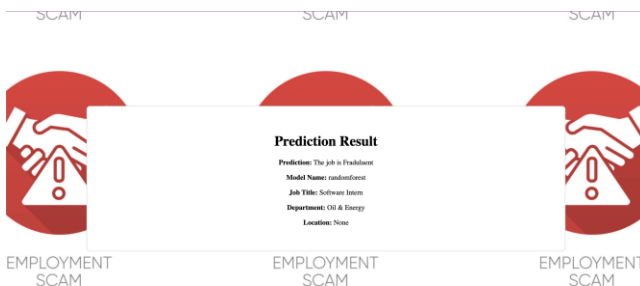 SCAM SCAM SCAM
Prediction Result
Prediction: The job is Fradulaent
Model Name: randomforest
Job Title: Software Intern
Department: Oil & Energy
Location: None
EMPLOYMENT EMPLOYMENT EMPLOYMENT
SCAM SCAM SCAM